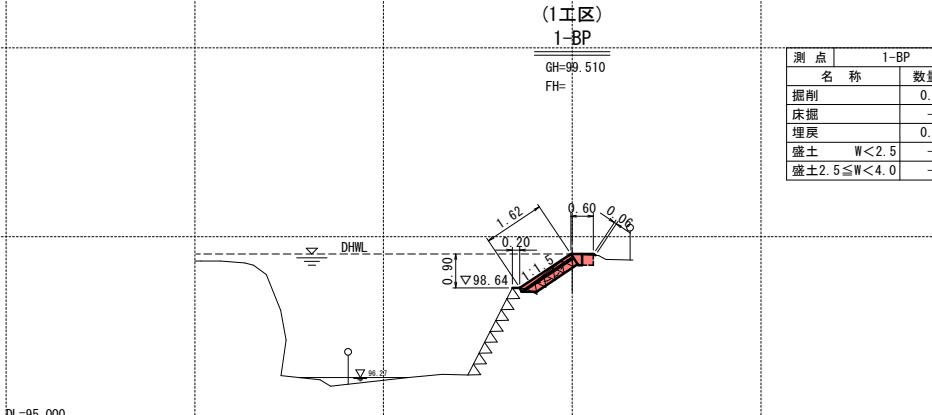 (1工区)
1-BP
GH=99.510
FH=
測 点 1-BP
名 称 数量
掘削 0.
床掘 -
埋戻 0.
盛土 W<2.5 -
盛土2.5≦W<4.0 -
1.62
0.60
0.06
0.20
DHWL
1:1.5
0.90
▽98.64
96.27
DL=95.000